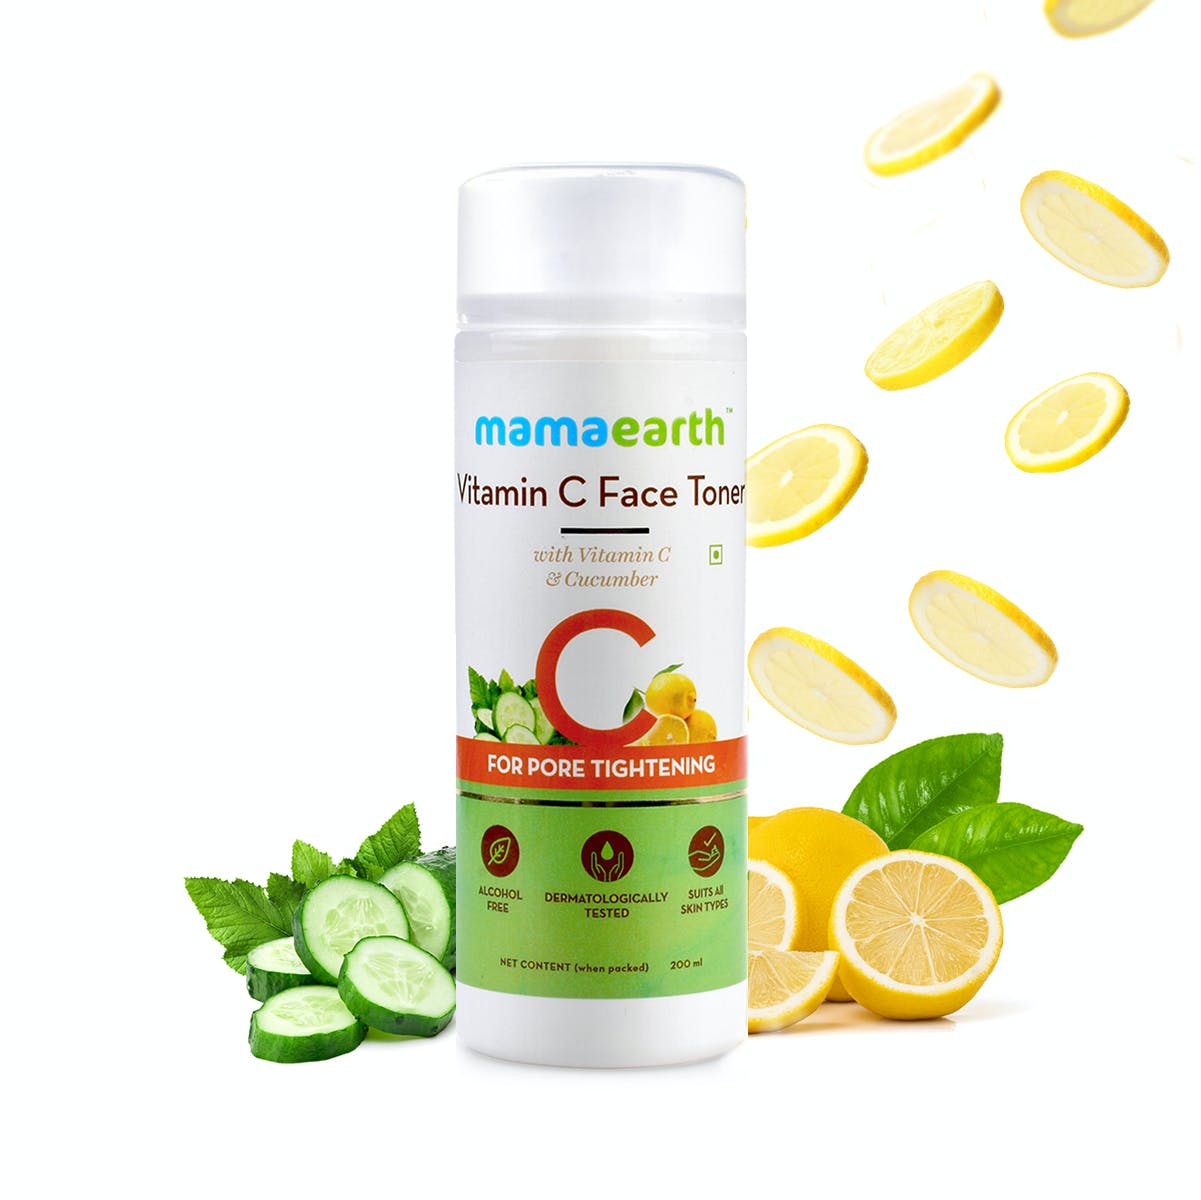 mamaearth™
Vitamin C Face Toner
with Vitamin C
& Cucumber
C
FOR PORE TIGHTENING
ALCOHOL
FREE
DERMATOLOGICALLY
TESTED
SUITS All
SKIN TYPES
NET CONTENT (when packed) 200 ml